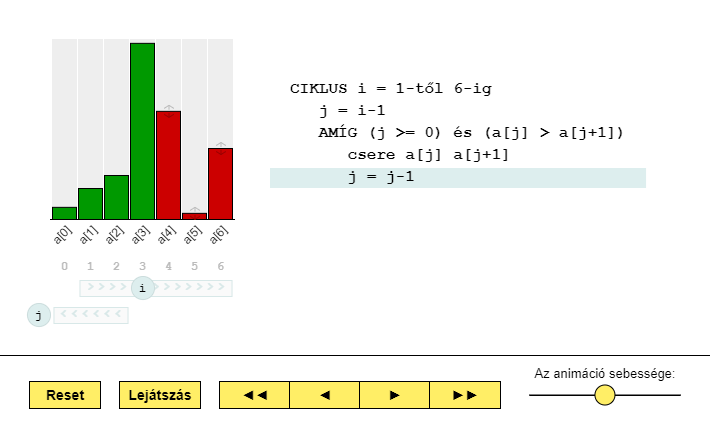 CIKLUS i = 1-től 6-ig
j = i-1
AMÍG (j >= 0) és (a[j] > a[j+1])
csere a[j] a[j+1]
j = j-1
a[0] a[1] a[2] a[3] a[4] a[5] a[6]
0 1 2 3 4 5 6
i
j
Az animáció sebessége:
Reset Lejátszás